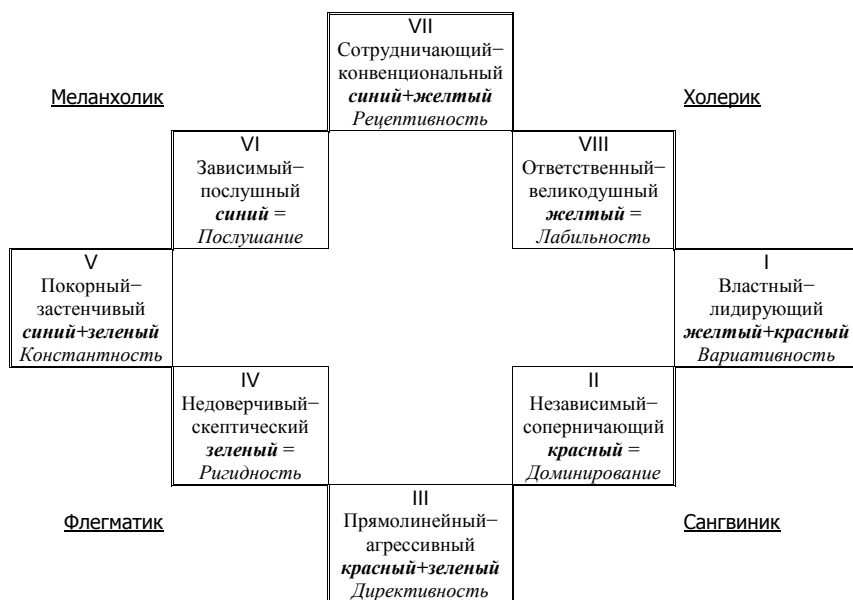 VII
Сотрудничающий−
конвенциональный
синий+желтый
Рецептивность
Меланхолик
Холерик
VI
Зависимый−
послушный
синий =
Послушание
VIII
Ответственный−
великодушный
желтый =
Лабильность
V
Покорный−
застенчивый
синий+зеленый
Константность
I
Властный−
лидирующий
желтый+красный
Вариативность
IV
Недоверчивый−
скептический
зеленый =
Ригидность
II
Независимый−
соперничающий
красный =
Доминирование
Флегматик
III
Прямолинейный−
агрессивный
красный+зеленый
Директивность
Сангвиник